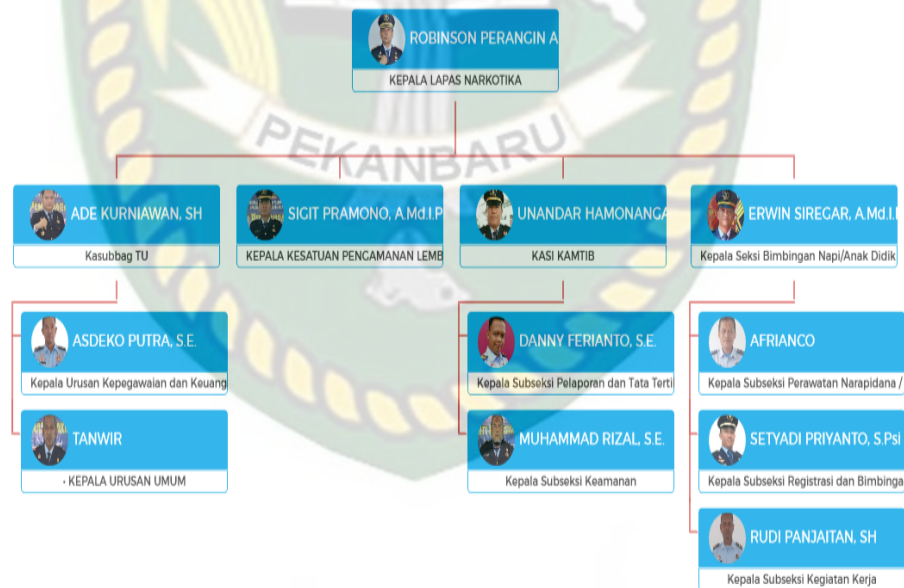 ROBINSON PERANGIN A
KEPALA LAPAS NARKOTIKA
PEKANBARU
ADE KURNIAWAN, SH
Kasubbag TU
SIGIT PRAMONO, A.Md.I.P
KEPALA KESATUAN PENGAMANAN LEMB
UNANDAR HAMONANGA
KASI KAMTIB
ERWIN SIREGAR, A.Md.I.
Kepala Seksi Bimbingan Napi/Anak Didik
ASDEKO PUTRA, S.E.
Kepala Urusan Kepegawaian dan Keuang
TANWIR
- KEPALA URUSAN UMUM
DANNY FERIANTO, S.E.
Kepala Subseksi Pelaporan dan Tata Terti
MUHAMMAD RIZAL, S.E.
Kepala Subseksi Keamanan
AFRIANCO
Kepala Subseksi Perawatan Narapidana /
SETYADI PRIYANTO, S.Psi
Kepala Subseksi Registrasi dan Bimbinga
RUDI PANJAITAN, SH
Kepala Subseksi Kegiatan Kerja